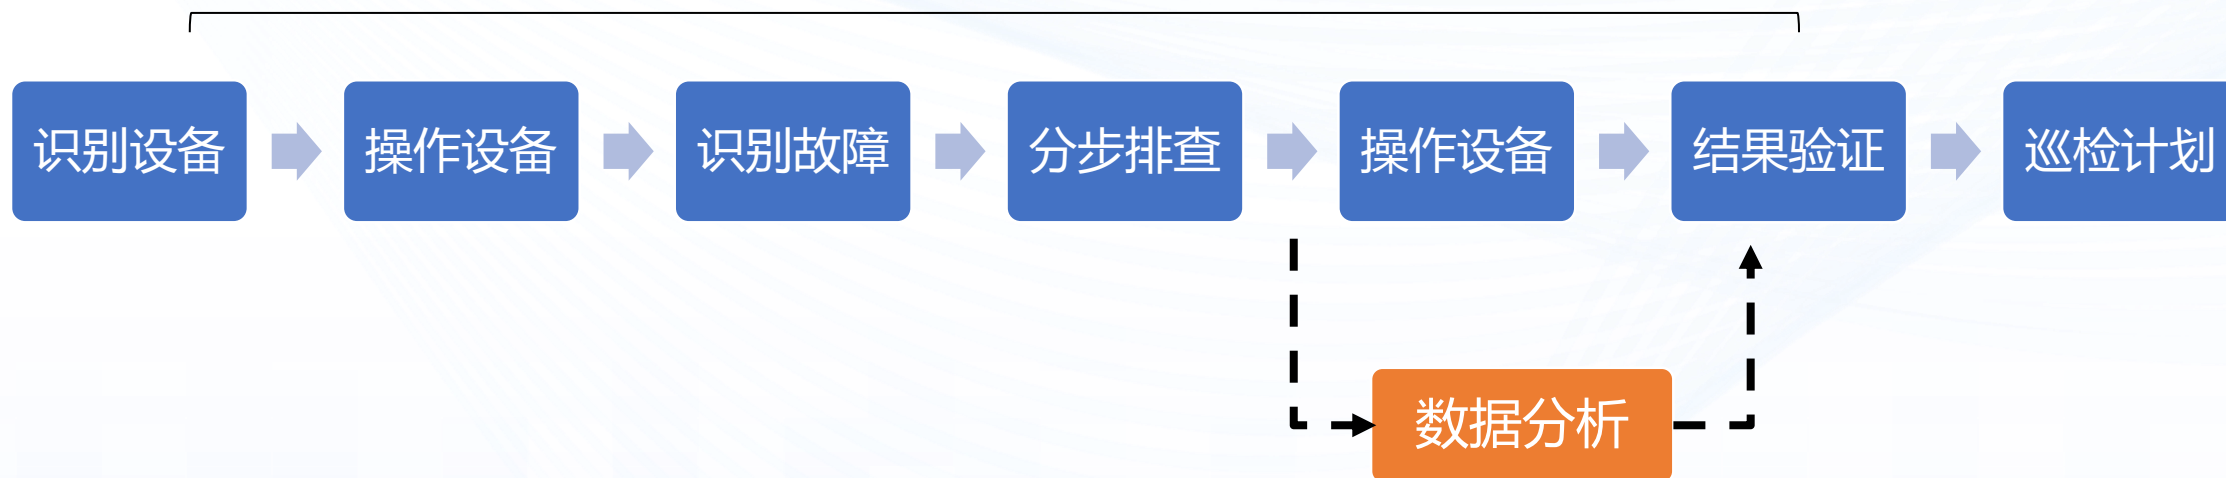 识别设备
操作设备
识别故障
分步排查
操作设备
结果验证
巡检计划
数据分析